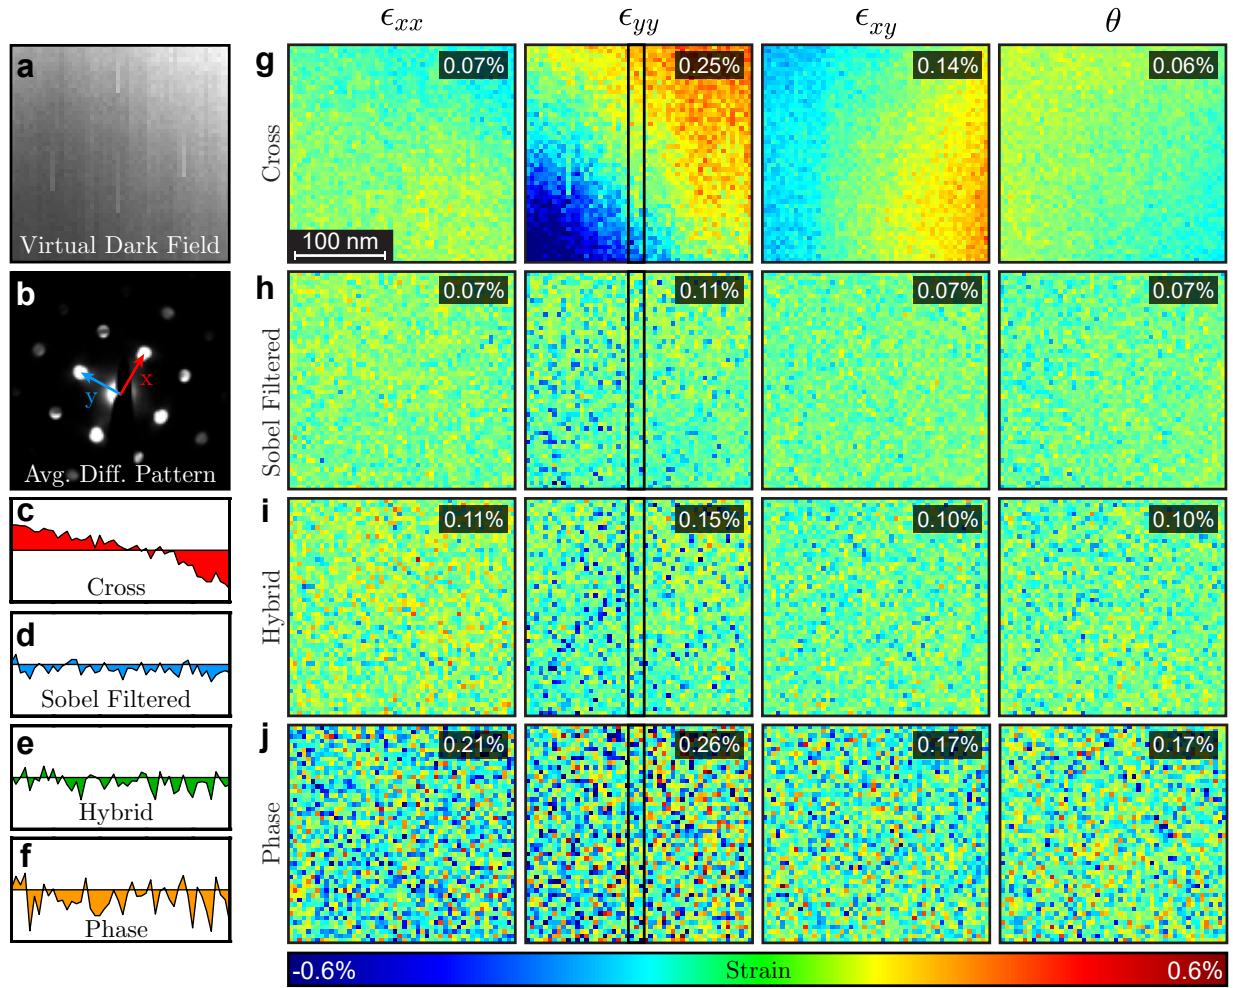 ϵxx ϵyy ϵxy θ
a
Virtual Dark Field
b
x
y
Avg. Diff. Pattern
c
Cross
d
Sobel Filtered
e
Hybrid
f
Phase
g
Cross
0.07% 0.25% 0.14% 0.06%
100 nm
h
Sobel Filtered
0.07% 0.11% 0.07% 0.07%
i
Hybrid
0.11% 0.15% 0.10% 0.10%
j
Phase
0.21% 0.26% 0.17% 0.17%
-0.6% Strain 0.6%